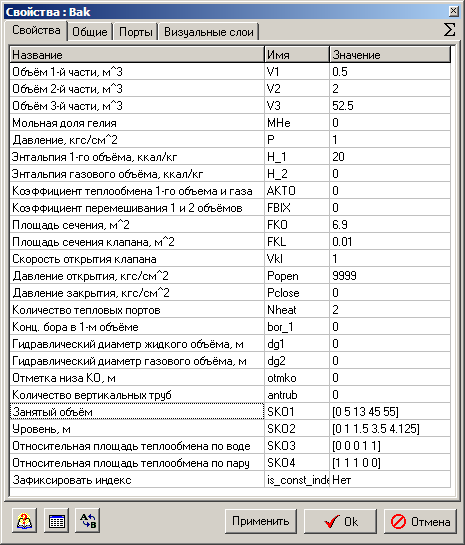 Свойства : Bak
Свойства Общие Порты Визуальные слои Σ
Название Имя Значение
Объём 1-й части, м^3 V1 0.5
Объём 2-й части, м^3 V2 2
Объём 3-й части, м^3 V3 52.5
Мольная доля гелия MHe 0
Давление, кгс/см^2 P 1
Энтальпия 1-го объёма, ккал/кг H_1 20
Энтальпия газового объёма, ккал/кг H_2 0
Коэффициент теплообмена 1-го объема и газа АКТО 0
Коэффициент перемешивания 1 и 2 объёмов FBIX 0
Площадь сечения, м^2 FKO 6.9
Площадь сечения клапана, м^2 FKL 0.01
Скорость открытия клапана Vkl 1
Давление открытия, кгс/см^2 Popen 9999
Давление закрытия, кгс/см^2 Pclose 0
Количество тепловых портов Nheat 2
Конц. бора в 1-м объёме bor_1 0
Гидравлический диаметр жидкого объёма, м dg1 0
Гидравлический диаметр газового объёма, м dg2 0
Отметка низа КО, м otmko 0
Количество вертикальных труб antrub 0
Занятый объём SKO1 [0 5 13 45 55]
Уровень, м SKO2 [0 1 1.5 3.5 4.125]
Относительная площадь теплообмена по воде SKO3 [0 0 0 1 1]
Относительная площадь теплообмена по пару SKO4 [1 1 1 0 0]
Зафиксировать индекс is_const_inde Нет
Применить Ok Отмена